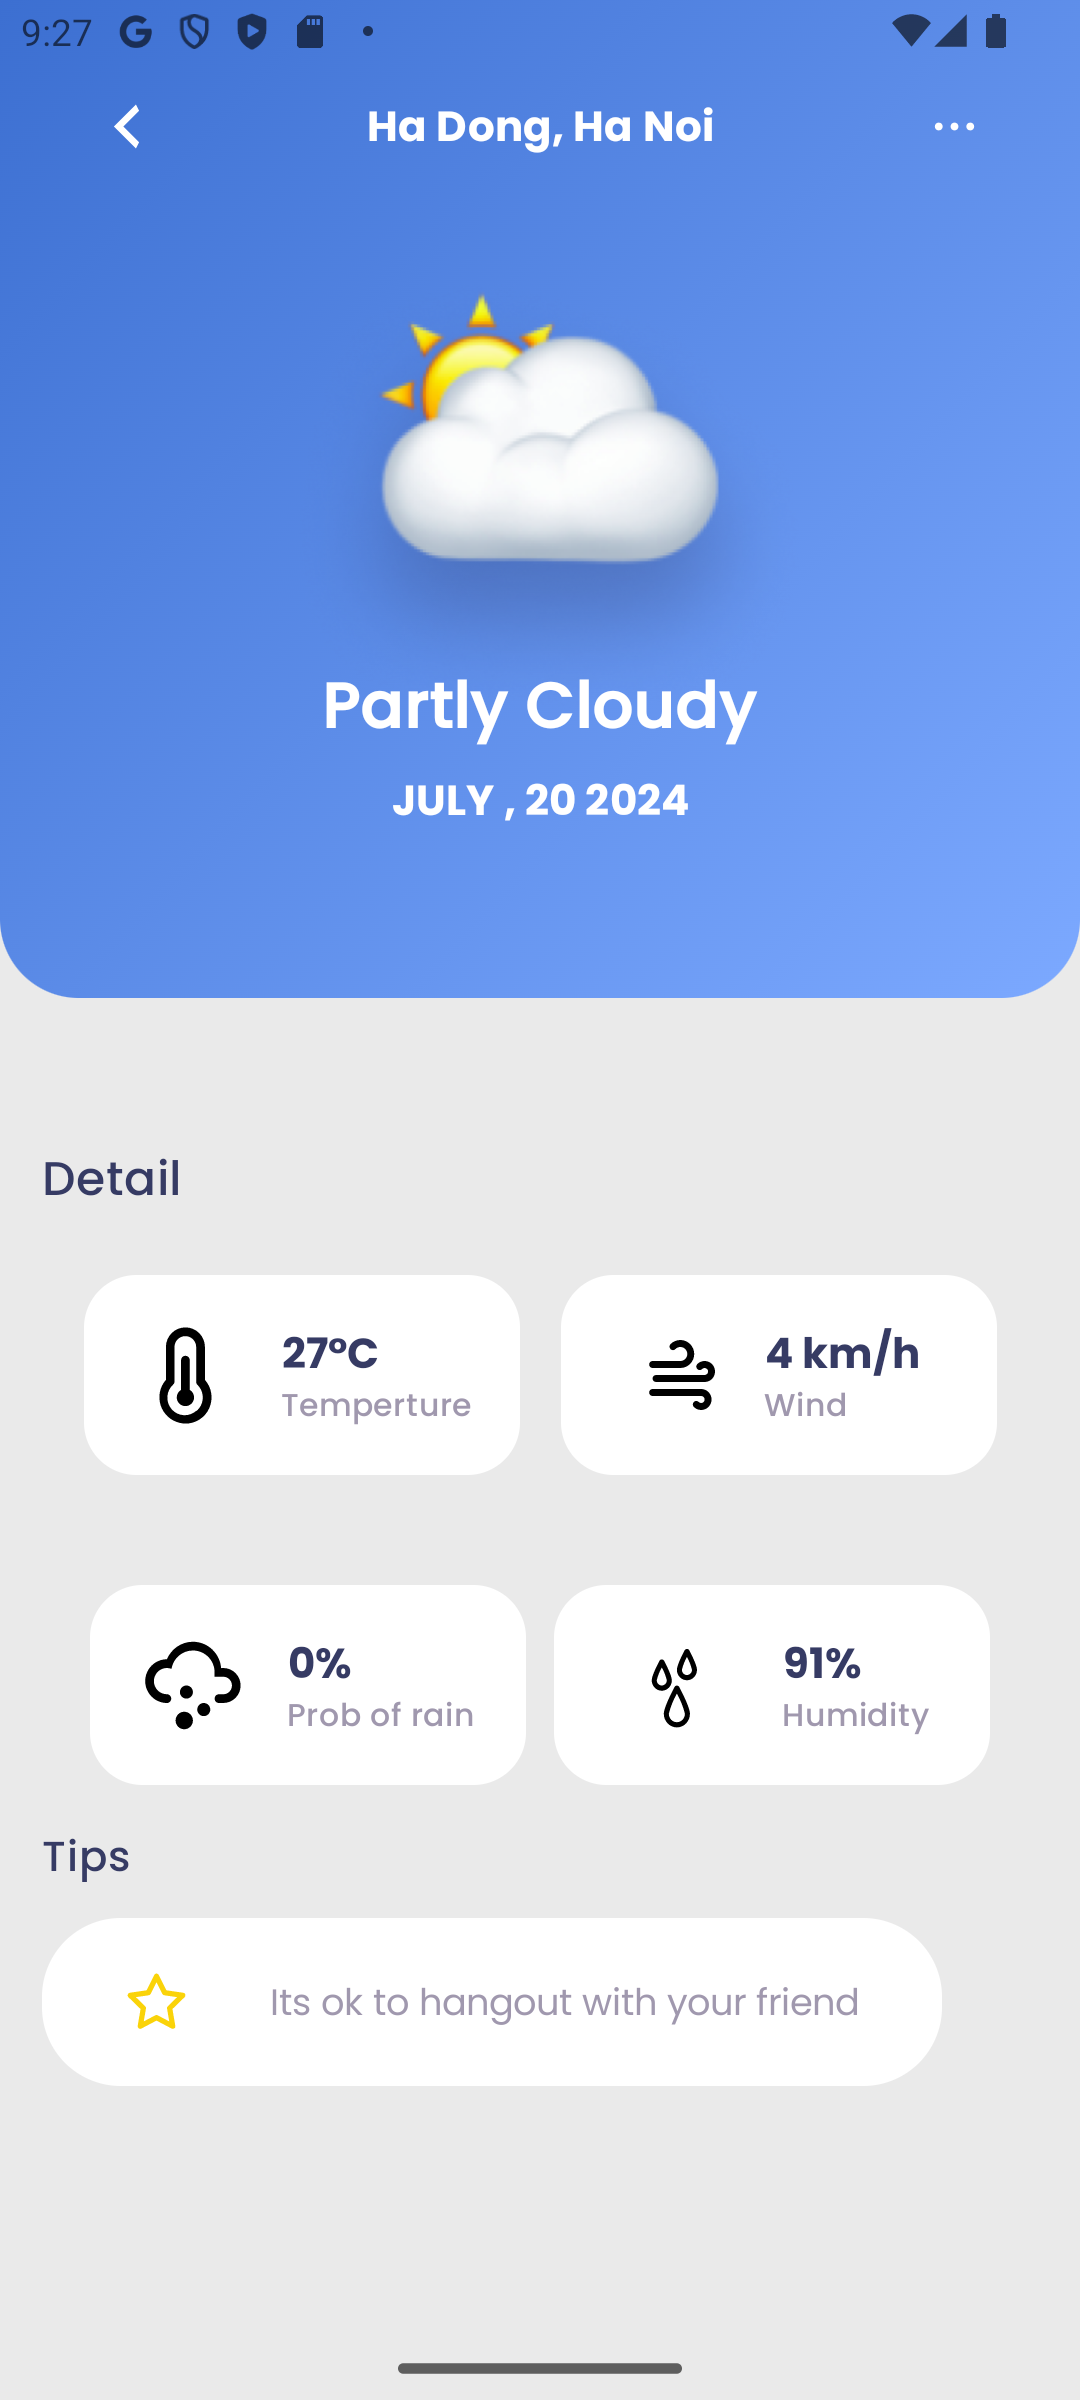 9:27
Ha Dong, Ha Noi
Partly Cloudy
JULY , 20 2024
Detail
27°C
Temperture
4 km/h
Wind
0%
Prob of rain
91%
Humidity
Tips
Its ok to hangout with your friend